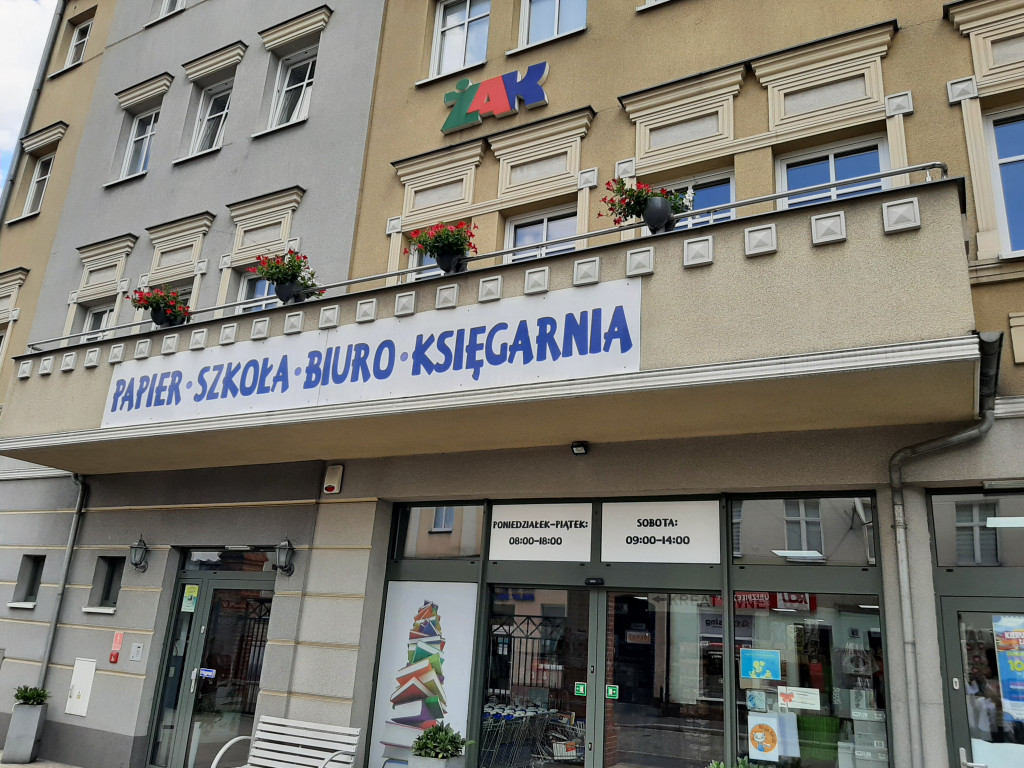 ŻAK
PAPIER · SZKOŁA · BIURO · KSIĘGARNIA
PONIEDZIAŁEK–PIĄTEK:
08:00–18:00
SOBOTA:
09:00–14:00